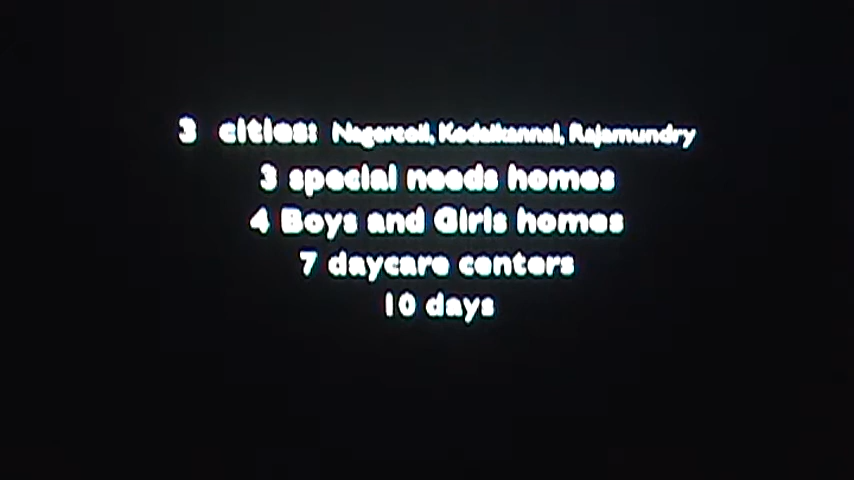 3 cities: Nagercoil, Kodaikannal, Rajamundry
3 special needs homes
4 Boys and Girls homes
7 daycare centers
10 days